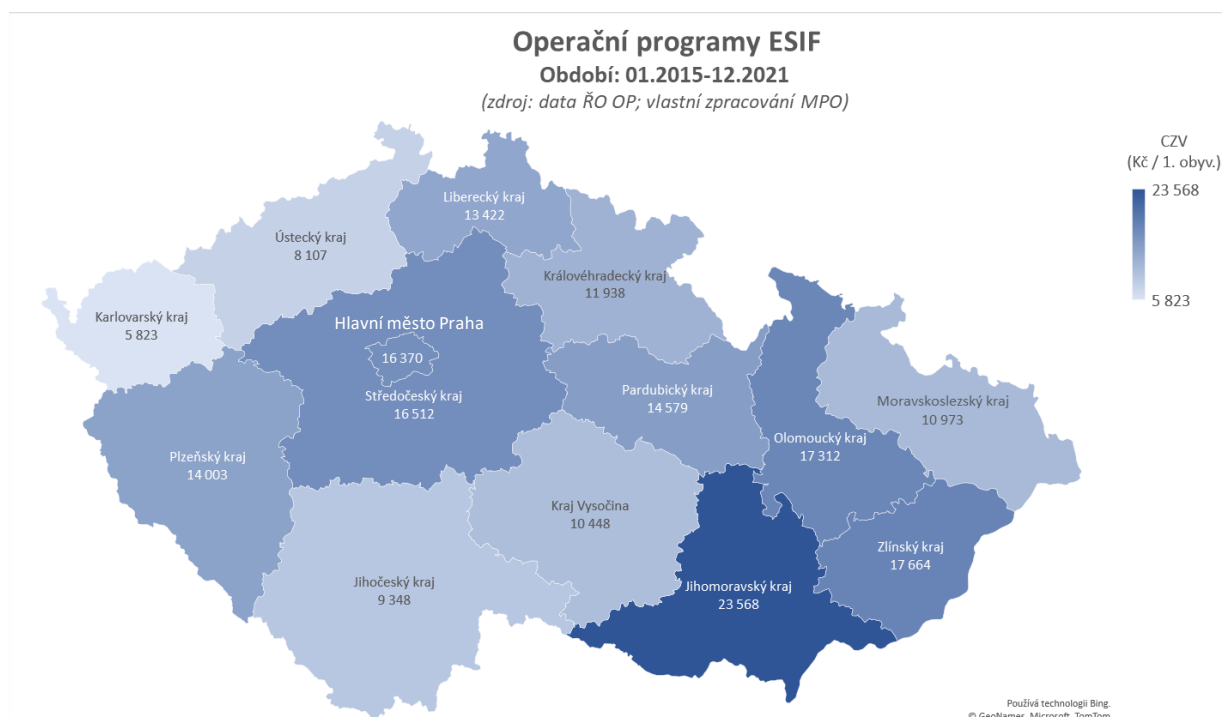 Operační programy ESIF
Období: 01.2015-12.2021
(zdroj: data ŘO OP; vlastní zpracování MPO)
CZV
(Kč / 1. obyv.)
23 568
5 823
Liberecký kraj
13 422
Ústecký kraj
8 107
Královéhradecký kraj
11 938
Karlovarský kraj
5 823
Hlavní město Praha
16 370
Středočeský kraj
16 512
Pardubický kraj
14 579
Moravskoslezský kraj
10 973
Olomoucký kraj
17 312
Plzeňský kraj
14 003
Kraj Vysočina
10 448
Zlínský kraj
17 664
Jihočeský kraj
9 348
Jihomoravský kraj
23 568
Používá technologii Bing.
© GeoNames, Microsoft, TomTom